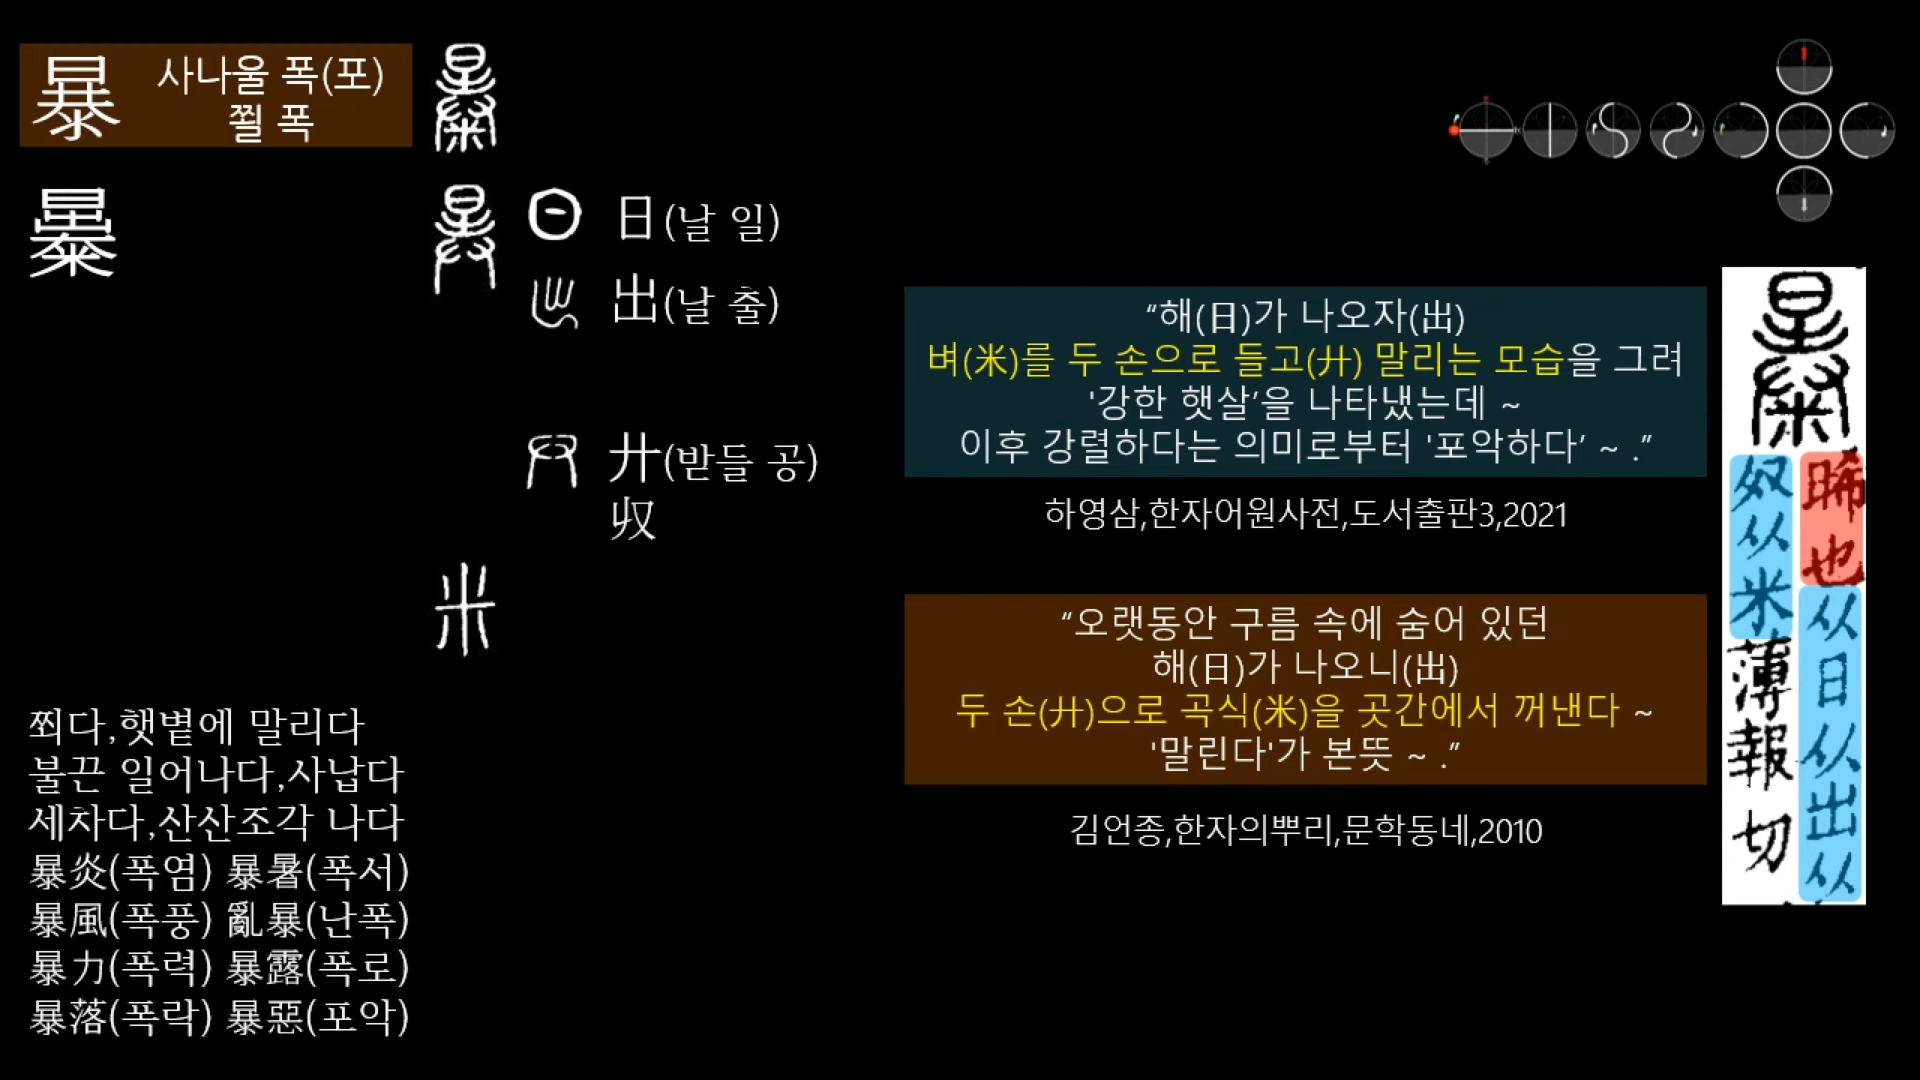 暴 사나울 폭(포)
쬘 폭
暴
日(날 일)
出(날 출)
廾(받들 공)
収
米
쬐다,햇볕에 말리다
불끈 일어나다,사납다
세차다,산산조각 나다
暴炎(폭염) 暴暑(폭서)
暴風(폭풍) 亂暴(난폭)
暴力(폭력) 暴露(폭로)
暴落(폭락) 暴惡(포악)
“해(日)가 나오자(出)
벼(米)를 두 손으로 들고(廾) 말리는 모습을 그려
'강한 햇살’을 나타냈는데 ~
이후 강렬하다는 의미로부터 '포악하다’ ~ .”
하영삼,한자어원사전,도서출판3,2021
“오랫동안 구름 속에 숨어 있던
해(日)가 나오니(出)
두 손(廾)으로 곡식(米)을 곳간에서 꺼낸다 ~
'말린다'가 본뜻 ~ .”
김언종,한자의뿌리,문학동네,2010
晞也从日从出从
𠬞从米薄報切